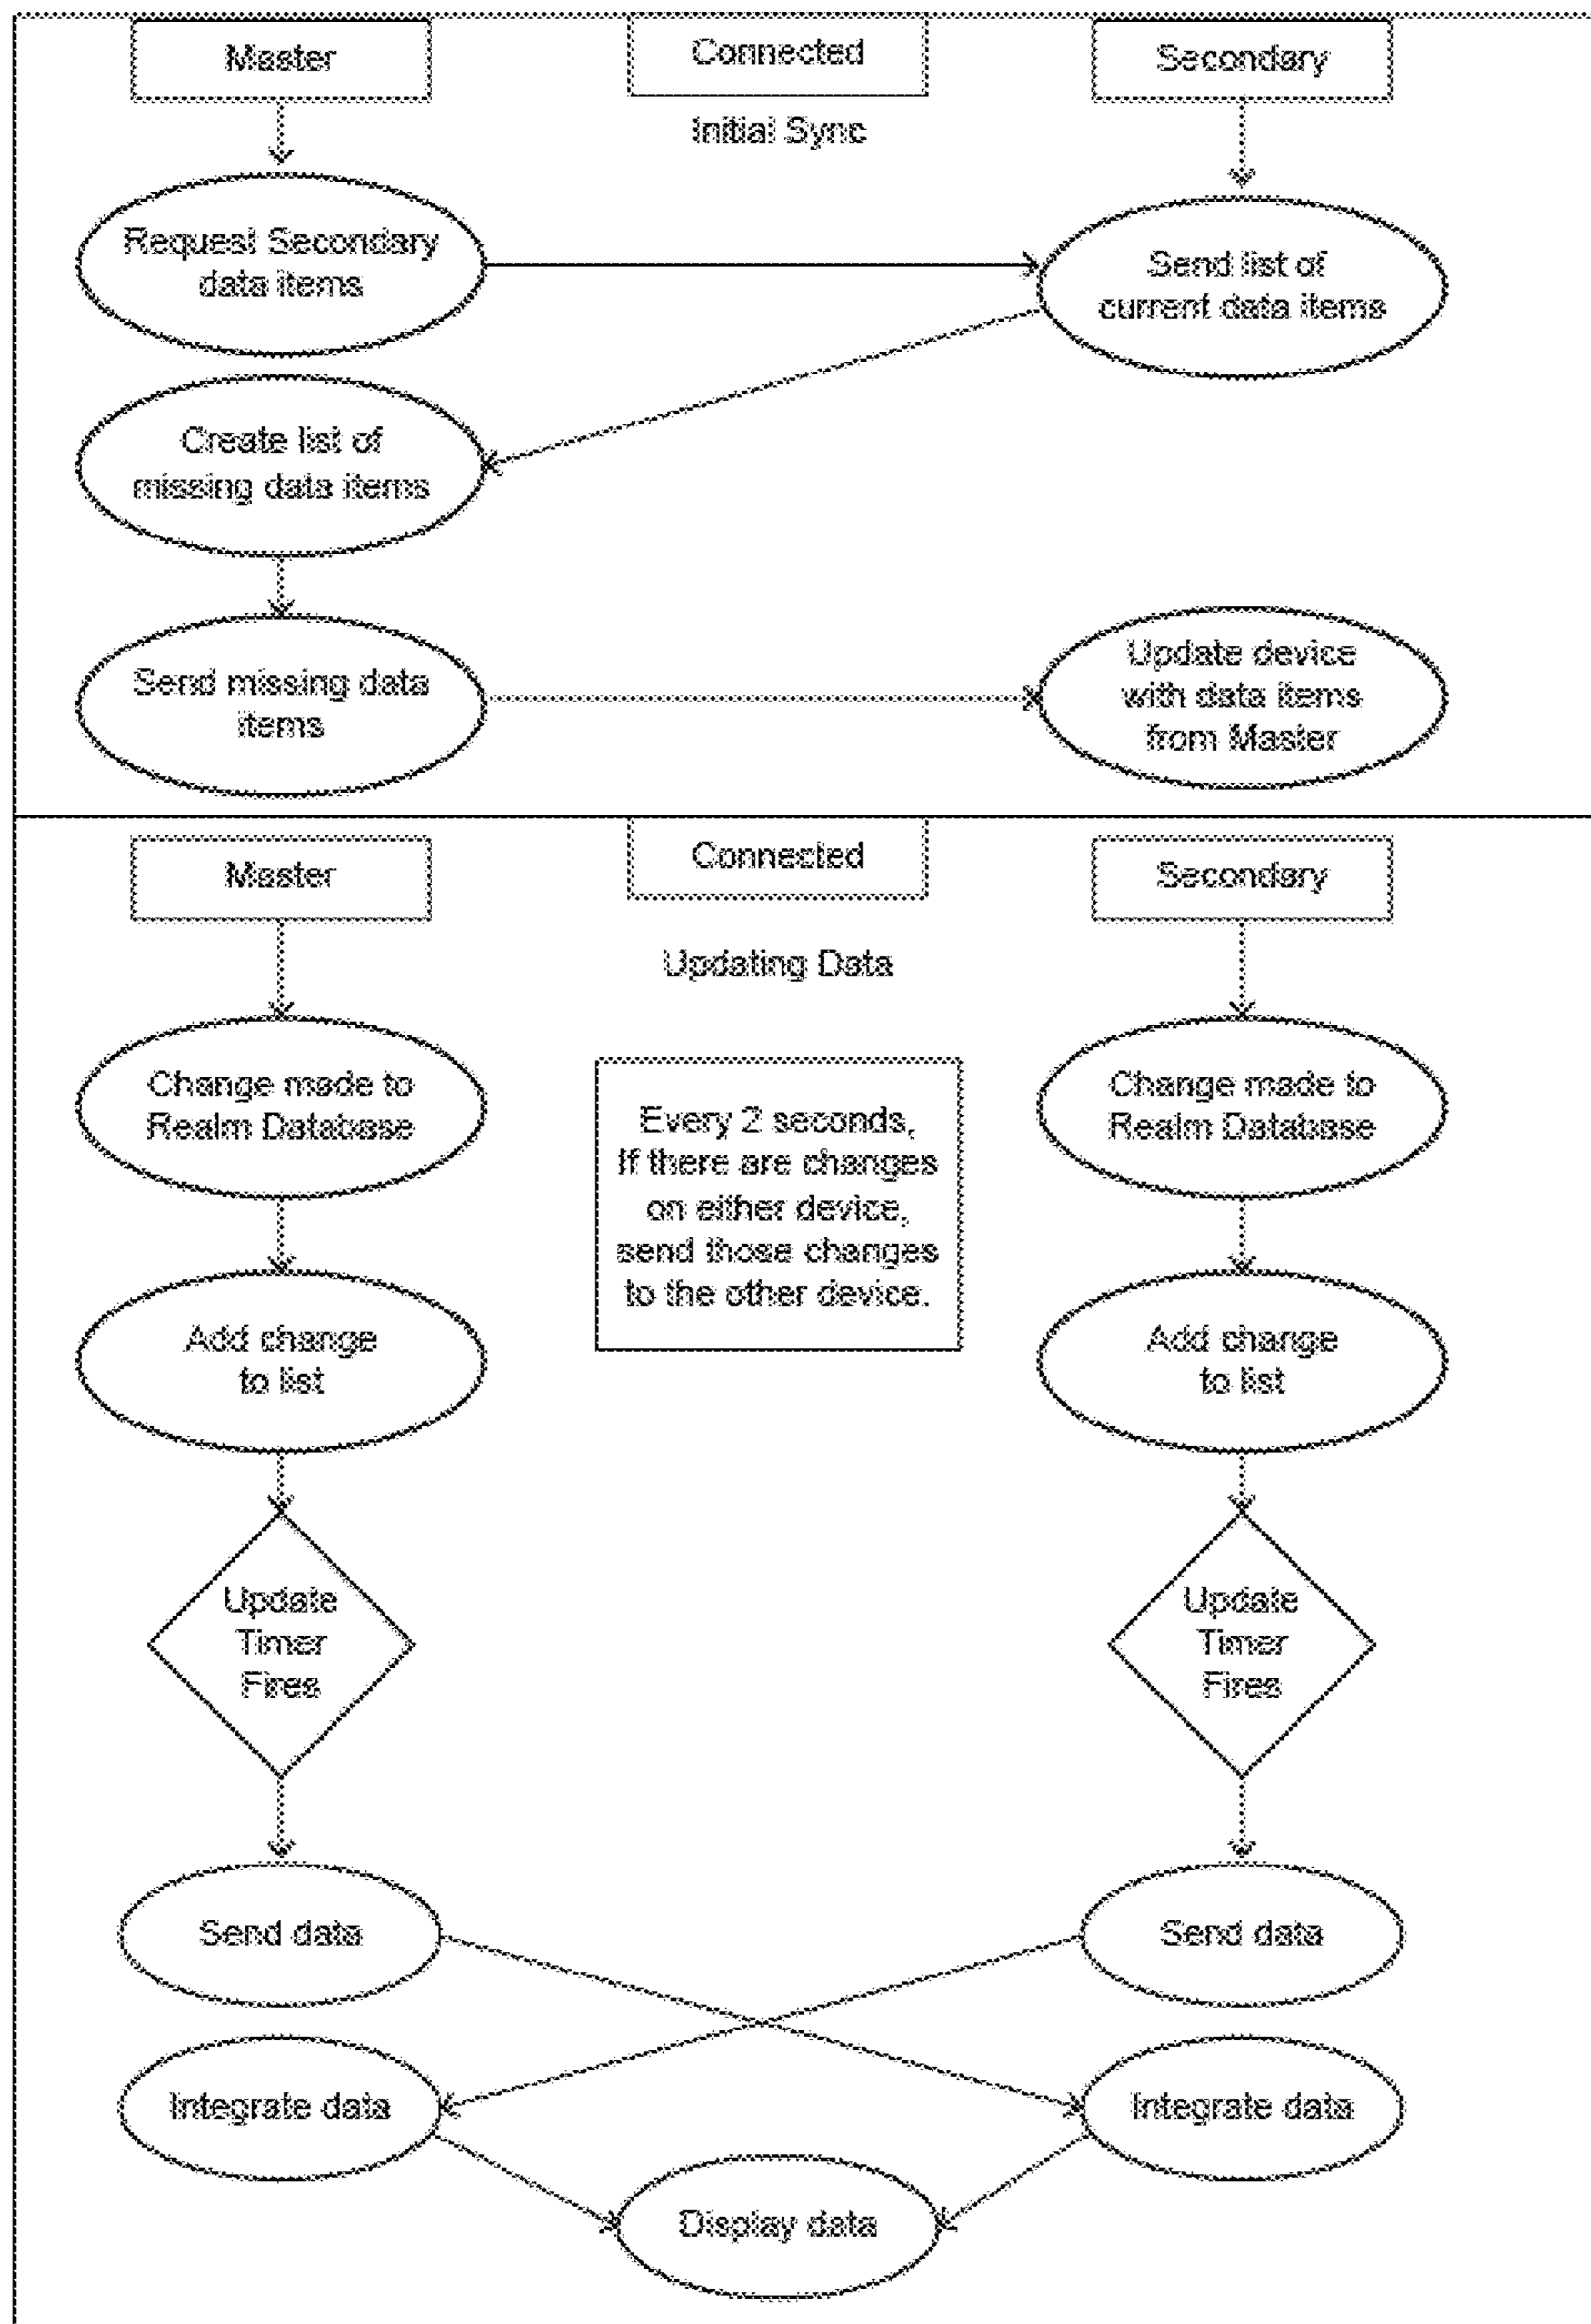 Master
Connected
Secondary
Initial Sync
Request Secondary
data items
Send list of
current data items
Create list of
missing data items
Send missing data
items
Update device
with data items
from Master
Master
Connected
Secondary
Updating Data
Change made to
Realm Database
Every 2 seconds,
If there are changes
on either device,
send those changes
to the other device.
Change made to
Realm Database
Add change
to list
Add change
to list
Update
Timer
Fires
Update
Timer
Fires
Send data
Send data
Integrate data
Integrate data
Display data